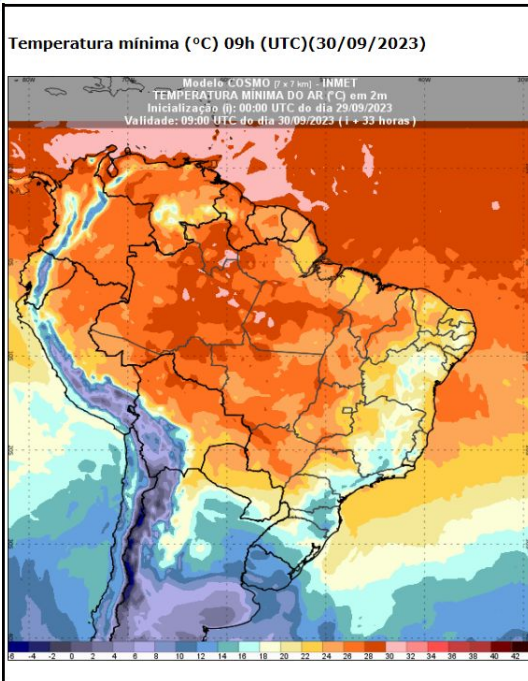 Temperatura mínima (ºC) 09h (UTC)(30/09/2023)
Modelo COSMO [7 x 7 km] - INMET
TEMPERATURA MÍNIMA DO AR (°C) em 2m
Inicialização (i): 00:00 UTC do dia 29/09/2023
Validade: 09:00 UTC do dia 30/09/2023 ( i + 33 horas )
-6 -4 -2 0 2 4 6 8 10 12 14 16 18 20 22 24 26 28 30 32 34 36 38 40 42